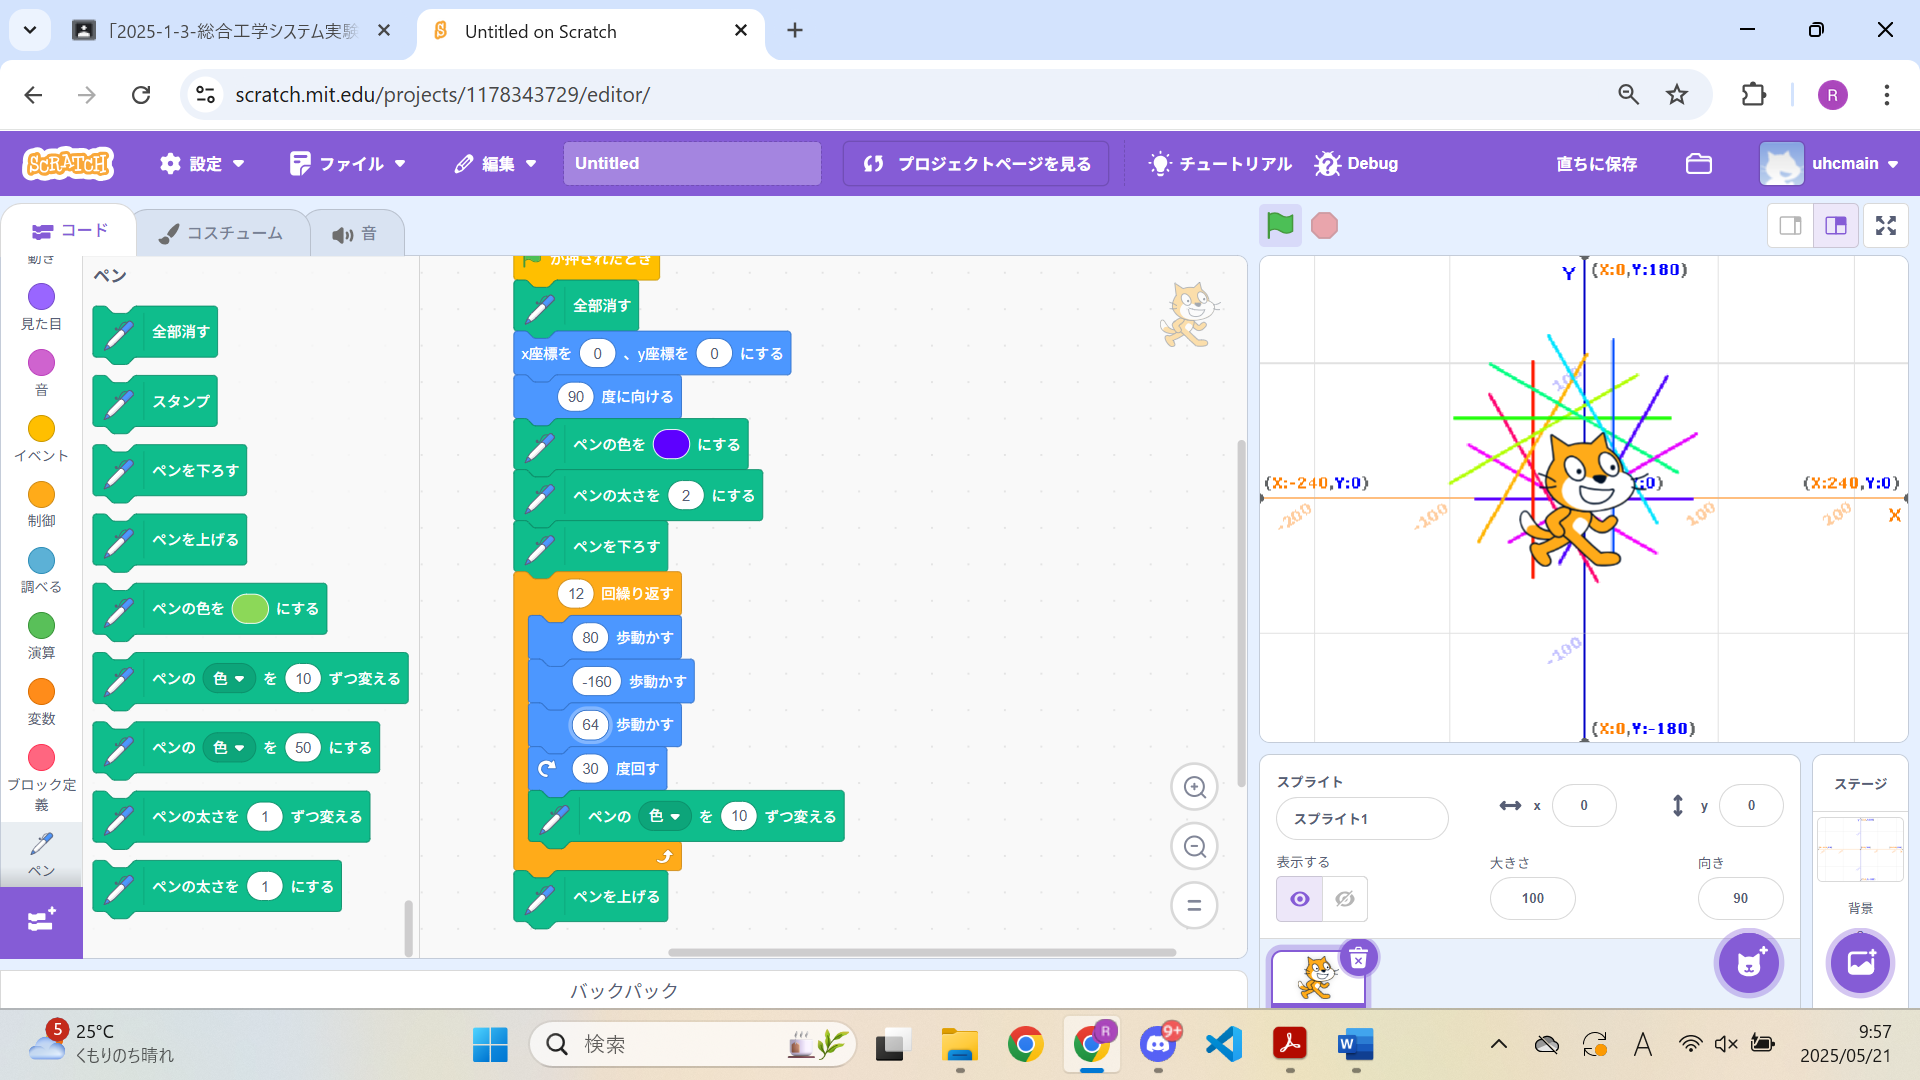 「2025-1-3-総合工学システム実験
Untitled on Scratch
scratch.mit.edu/projects/1178343729/editor/
R
SCRATCH
設定
ファイル
編集
Untitled
プロジェクトページを見る
チュートリアル
Debug
直ちに保存
uhcmain
コード
コスチューム
音
動き
見た目
音
イベント
制御
調べる
演算
変数
ブロック定義
ペン
ペン
全部消す
スタンプ
ペンを下ろす
ペンを上げる
ペンの色を にする
ペンの 色 を 10 ずつ変える
ペンの 色 を 50 にする
ペンの太さを 1 ずつ変える
ペンの太さを 1 にする
が押されたとき
全部消す
x座標を 0 、y座標を 0 にする
90 度に向ける
ペンの色を にする
ペンの太さを 2 にする
ペンを下ろす
12 回繰り返す
80 歩動かす
-160 歩動かす
64 歩動かす
30 度回す
ペンの 色 を 10 ずつ変える
ペンを上げる
バックパック
Y
(X:0,Y:180)
100
(X:-240,Y:0)
:0)
(X:240,Y:0)
-200
-100
100
200
X
-100
(X:0,Y:-180)
スプライト
スプライト1
x 0
y 0
表示する
大きさ
100
向き
90
ステージ
背景
5
25°C
くもりのち晴れ
検索
R
9+
A
9:57
2025/05/21